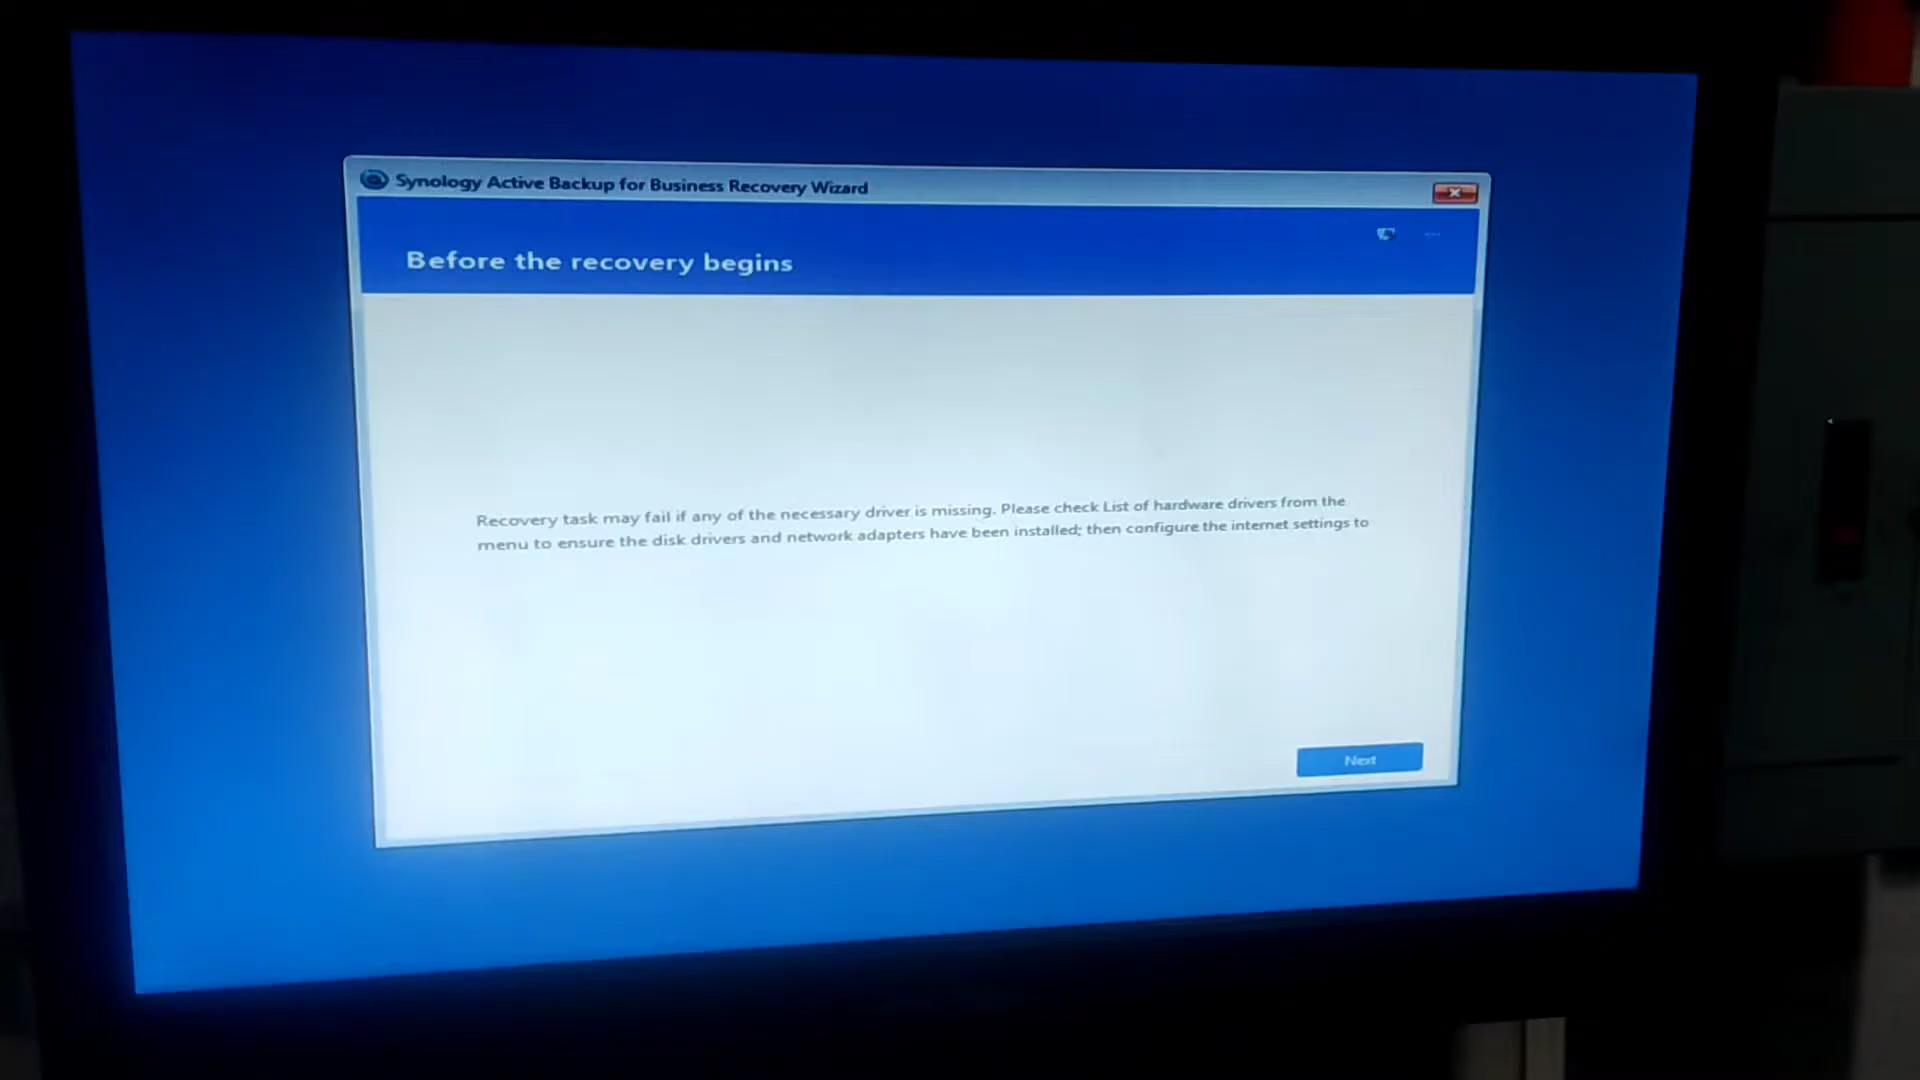 Synology Active Backup for Business Recovery Wizard
Before the recovery begins
Recovery task may fail if any of the necessary driver is missing. Please check List of hardware drivers from the
menu to ensure the disk drivers and network adapters have been installed; then configure the internet settings to
Next